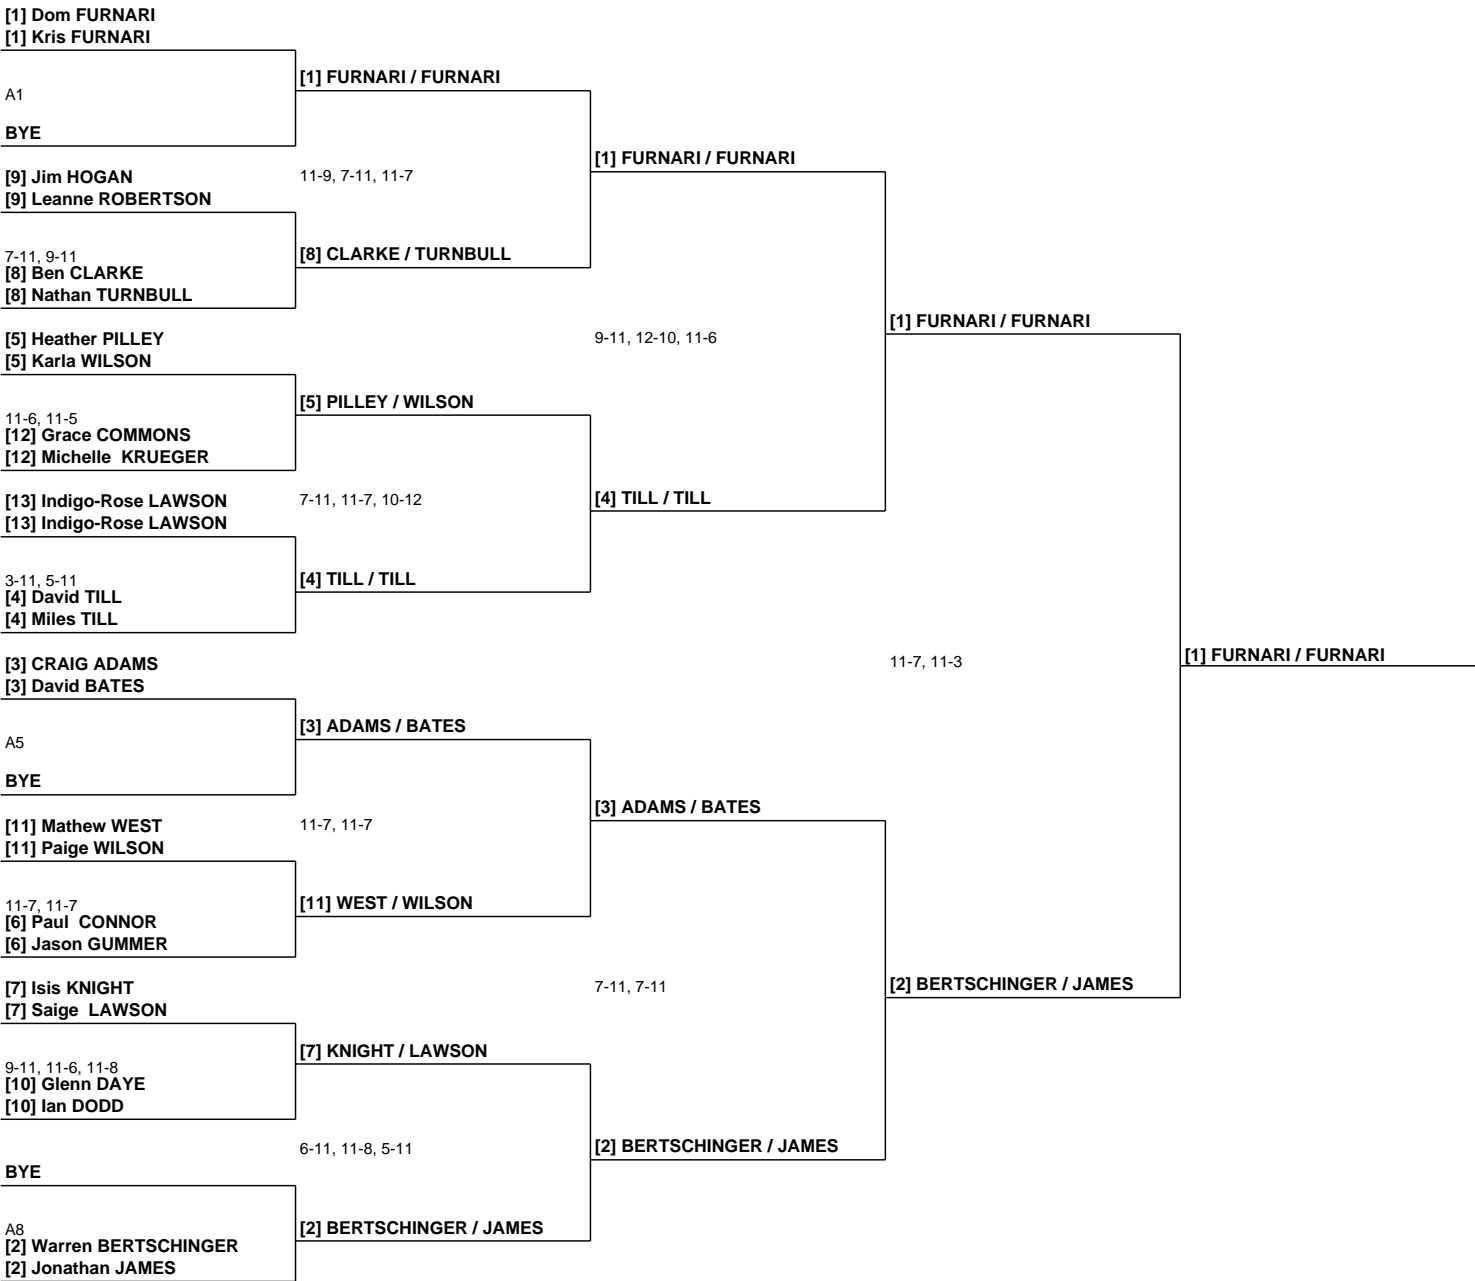 [1] Dom FURNARI
[1] Kris FURNARI
A1
BYE
[9] Jim HOGAN
[9] Leanne ROBERTSON
7-11, 9-11
[8] Ben CLARKE
[8] Nathan TURNBULL
[5] Heather PILLEY
[5] Karla WILSON
11-6, 11-5
[12] Grace COMMONS
[12] Michelle  KRUEGER
[13] Indigo-Rose LAWSON
[13] Indigo-Rose LAWSON
3-11, 5-11
[4] David TILL
[4] Miles TILL
[3] CRAIG ADAMS
[3] David BATES
A5
BYE
[11] Mathew WEST
[11] Paige WILSON
11-7, 11-7
[6] Paul  CONNOR
[6] Jason GUMMER
[7] Isis KNIGHT
[7] Saige  LAWSON
9-11, 11-6, 11-8
[10] Glenn DAYE
[10] Ian DODD
BYE
A8
[2] Warren BERTSCHINGER
[2] Jonathan JAMES
[1] FURNARI / FURNARI
11-9, 7-11, 11-7
[8] CLARKE / TURNBULL
[5] PILLEY / WILSON
7-11, 11-7, 10-12
[4] TILL / TILL
[3] ADAMS / BATES
11-7, 11-7
[11] WEST / WILSON
[7] KNIGHT / LAWSON
6-11, 11-8, 5-11
[2] BERTSCHINGER / JAMES
[1] FURNARI / FURNARI
9-11, 12-10, 11-6
[4] TILL / TILL
[3] ADAMS / BATES
7-11, 7-11
[2] BERTSCHINGER / JAMES
[1] FURNARI / FURNARI
11-7, 11-3
[2] BERTSCHINGER / JAMES
[1] FURNARI / FURNARI